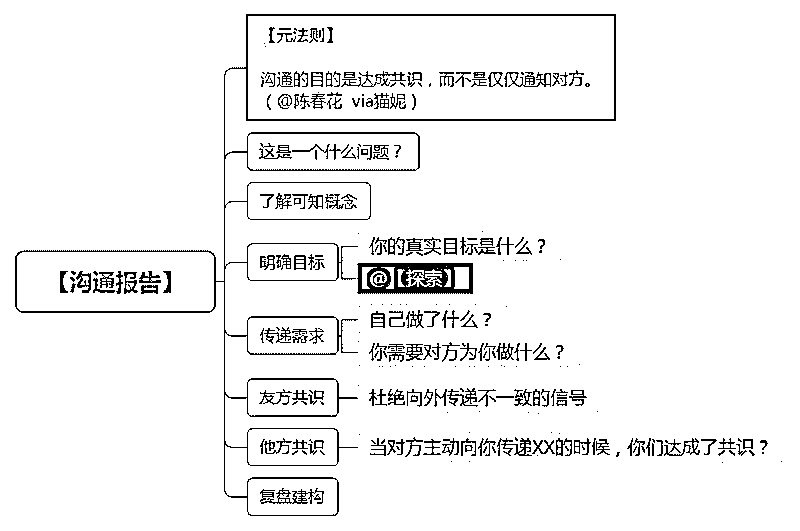 【元法则】
沟通的目的是达成共识，而不是仅仅通知对方。
（@陈春花 via猫妮）
这是一个什么问题？
了解可知概念
【沟通报告】
明确目标
你的真实目标是什么？
@【探索】
传递需求
自己做了什么？
你需要对方为你做什么？
友方共识
杜绝向外传递不一致的信号
他方共识
当对方主动向你传递XX的时候，你们达成了共识？
复盘建构